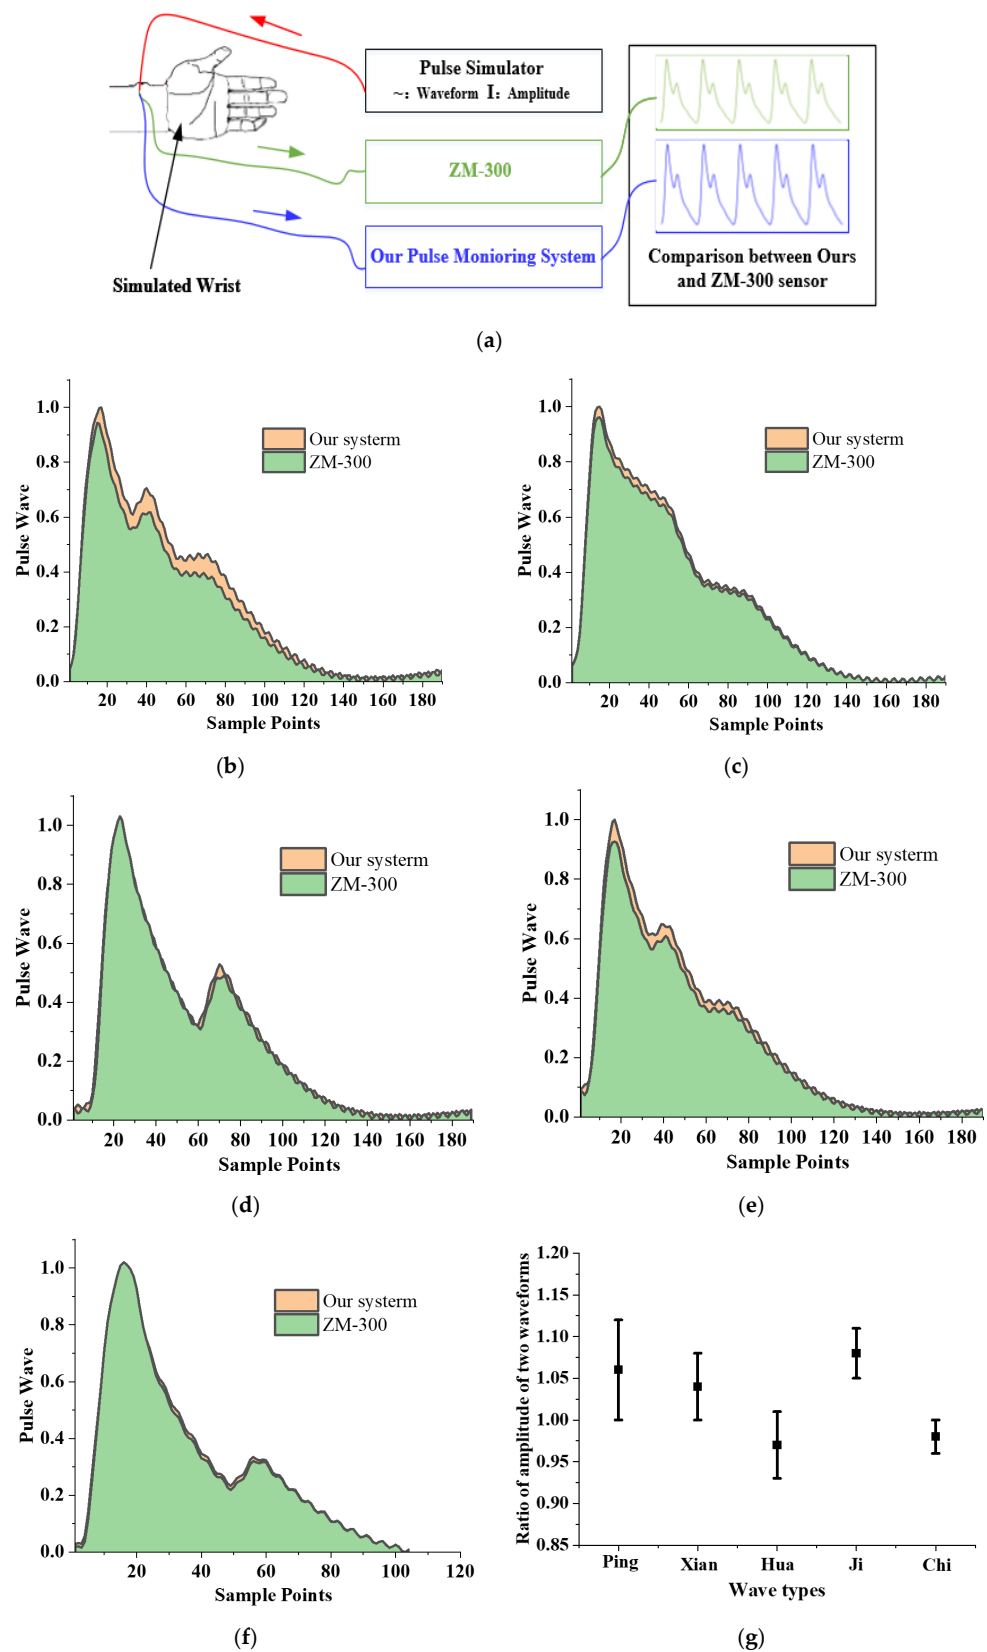 Pulse Simulator
~: Waveform I: Amplitude
ZM-300
Our Pulse Monioring System
Simulated Wrist
Comparison between Ours
and ZM-300 sensor
(a)
1.0
0.8
0.6
0.4
0.2
0.0
Pulse Wave
Our systerm
ZM-300
20 40 60 80 100 120 140 160 180
Sample Points
(b)
1.0
0.8
0.6
0.4
0.2
0.0
Pulse Wave
Our systerm
ZM-300
20 40 60 80 100 120 140 160 180
Sample Points
(c)
1.0
0.8
0.6
0.4
0.2
0.0
Pulse Wave
Our systerm
ZM-300
20 40 60 80 100 120 140 160 180
Sample Points
(d)
1.0
0.8
0.6
0.4
0.2
0.0
Pulse Wave
Our systerm
ZM-300
20 40 60 80 100 120 140 160 180
Sample Points
(e)
1.0
0.8
0.6
0.4
0.2
0.0
Pulse Wave
Our systerm
ZM-300
20 40 60 80 100 120
Sample Points
(f)
1.20
1.15
1.10
1.05
1.00
0.95
0.90
0.85
Ratio of amplitude of two waveforms
Ping Xian Hua Ji Chi
Wave types
(g)